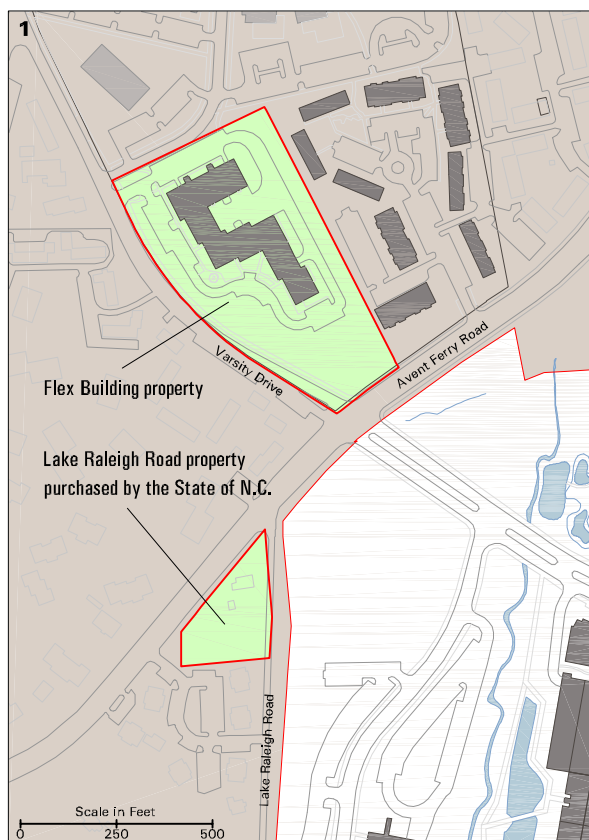 1
Varsity Drive
Avent Ferry Road
Flex Building property
Lake Raleigh Road property
purchased by the State of N.C.
Lake Raleigh Road
Scale in Feet
0 250 500